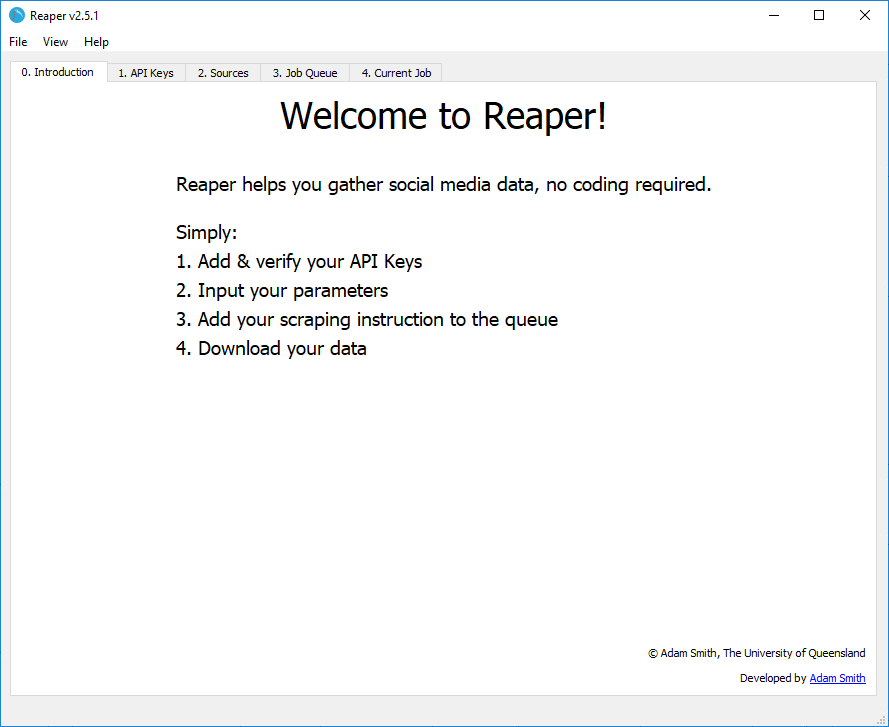 Reaper v2.5.1
File View Help
0. Introduction 1. API Keys 2. Sources 3. Job Queue 4. Current Job
Welcome to Reaper!
Reaper helps you gather social media data, no coding required.
Simply:
1. Add & verify your API Keys
2. Input your parameters
3. Add your scraping instruction to the queue
4. Download your data
© Adam Smith, The University of Queensland
Developed by Adam Smith